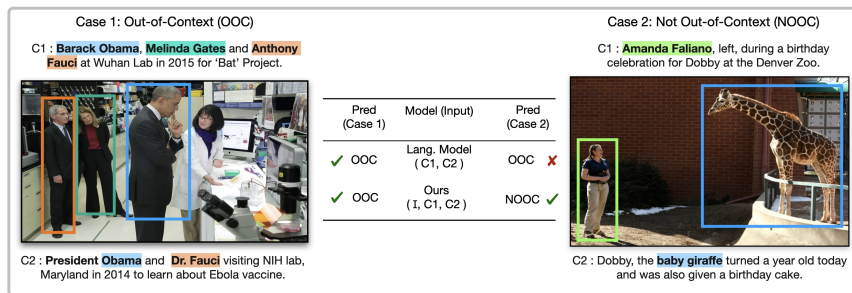 Case 1: Out-of-Context (OOC)
C1 : Barack Obama, Melinda Gates and Anthony
Fauci at Wuhan Lab in 2015 for ‘Bat’ Project.
C2 : President Obama and Dr. Fauci visiting NIH lab,
Maryland in 2014 to learn about Ebola vaccine.
Pred
(Case 1)
Model (Input)
Pred
(Case 2)
✓ OOC
Lang. Model
( C1, C2 )
OOC ✗
✓ OOC
Ours
( I, C1, C2 )
NOOC ✓
Case 2: Not Out-of-Context (NOOC)
C1 : Amanda Faliano, left, during a birthday
celebration for Dobby at the Denver Zoo.
C2 : Dobby, the baby giraffe turned a year old today
and was also given a birthday cake.